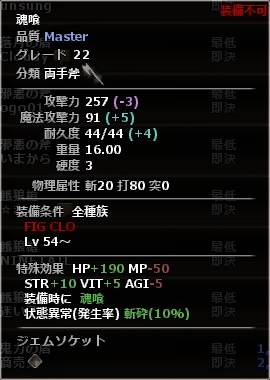 装備不可
魂喰
品質 Master
グレード 22
分類 両手斧
攻撃力 257 (-3)
魔法攻撃力 91 (+5)
耐久度 44/44 (+4)
重量 16.00
硬度 3
物理属性 斬20 打80 突0
装備条件 全種族
FIG CLO
Lv 54～
特殊効果 HP+190 MP-50
STR+10 VIT+5 AGI-5
装備時に 魂喰
状態異常(発生率) 斬砕(10%)
ジェムソケット